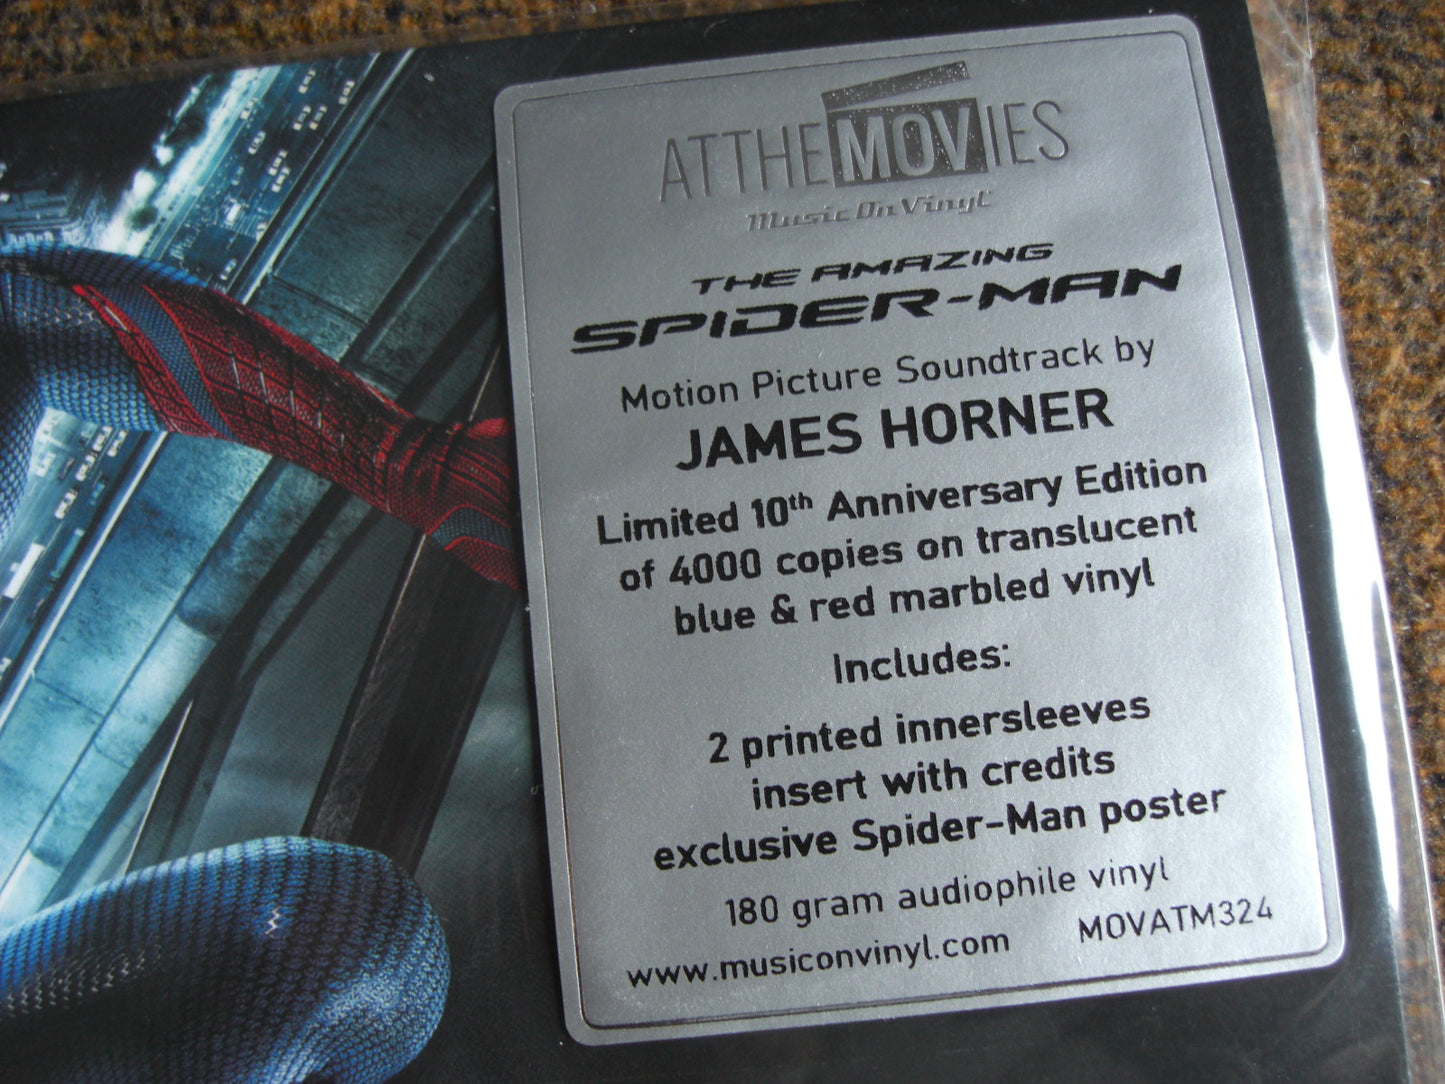 ATTHEMOVIES
Music On Vinyl
THE AMAZING
SPIDER-MAN
Motion Picture Soundtrack by
JAMES HORNER
Limited 10th Anniversary Edition
of 4000 copies on translucent
blue & red marbled vinyl
Includes:
2 printed innersleeves
insert with credits
exclusive Spider-Man poster
180 gram audiophile vinyl
www.musiconvinyl.com MOVATM324